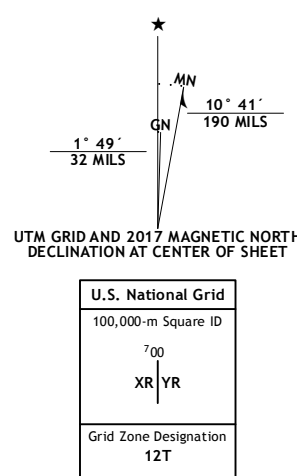 ★
MN
GN
10° 41´
190 MILS
1° 49´
32 MILS
UTM GRID AND 2017 MAGNETIC NORTH
DECLINATION AT CENTER OF SHEET
U.S. National Grid
100,000-m Square ID
⁷00
XR YR
Grid Zone Designation
12T